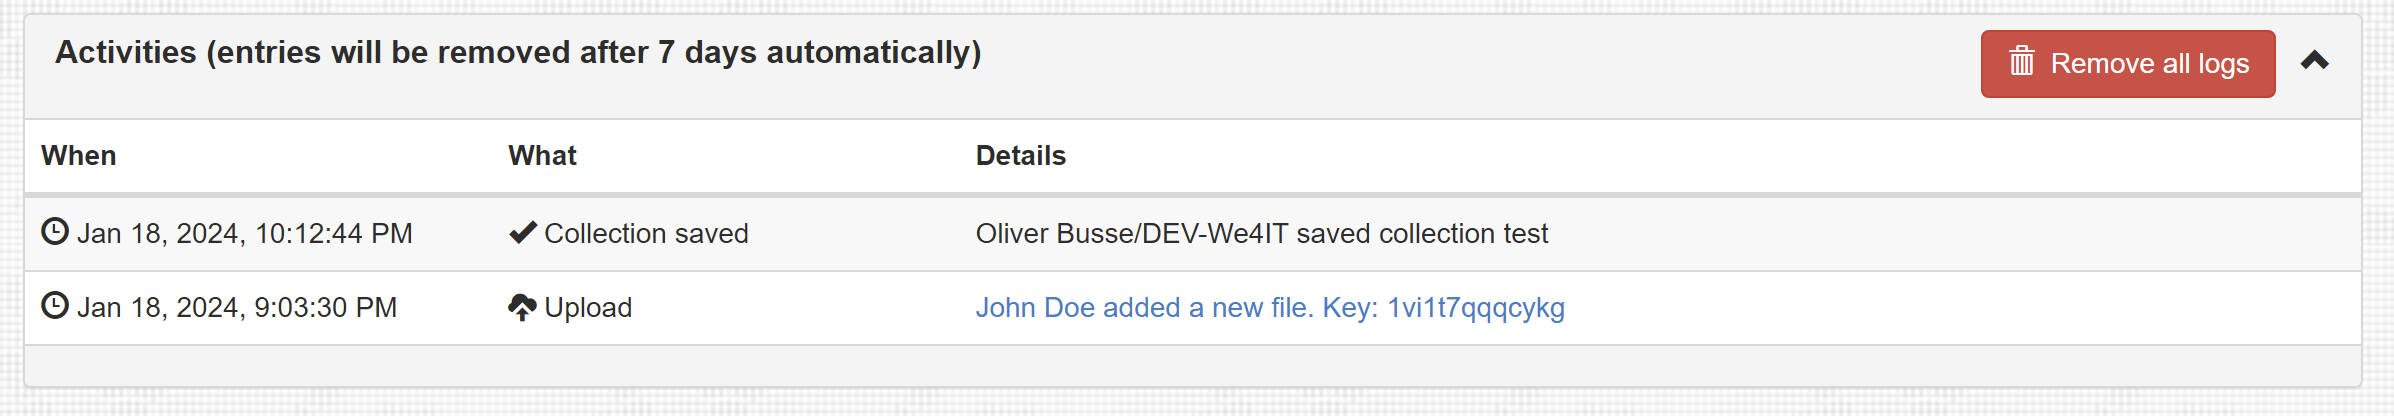 Activities (entries will be removed after 7 days automatically)
Remove all logs
When What Details
Jan 18, 2024, 10:12:44 PM Collection saved Oliver Busse/DEV-We4IT saved collection test
Jan 18, 2024, 9:03:30 PM Upload John Doe added a new file. Key: 1vi1t7qqqcykg